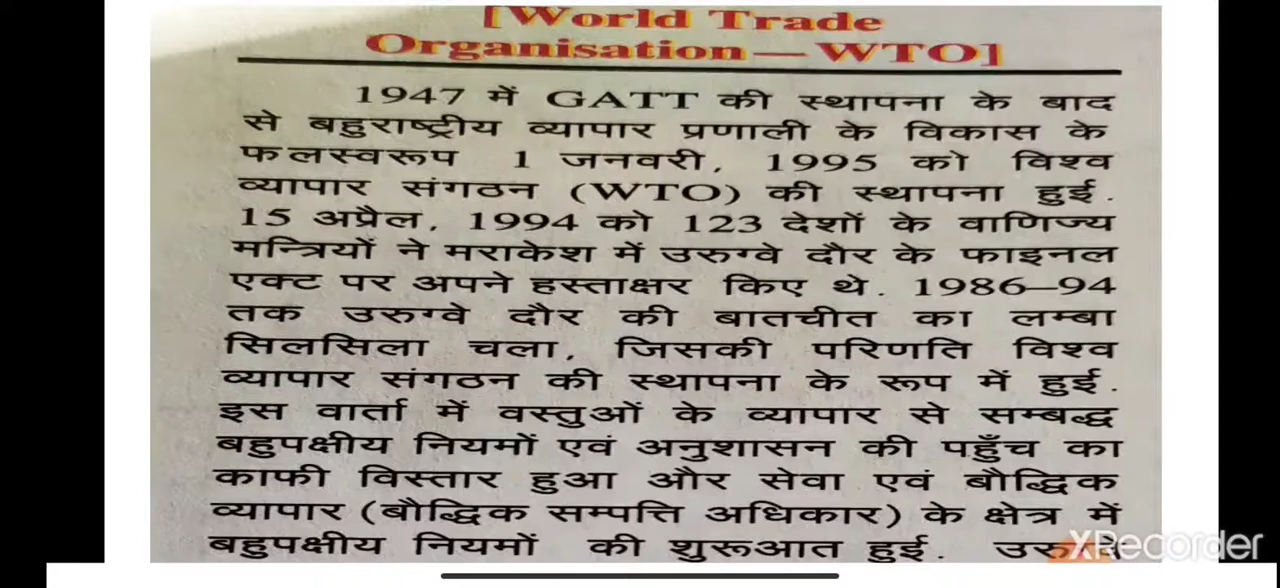 [World Trade
Organisation—WTO]
1947 में GATT की स्थापना के बाद
से बहुराष्ट्रीय व्यापार प्रणाली के विकास के
फलस्वरूप 1 जनवरी, 1995 को विश्व
व्यापार संगठन (WTO) की स्थापना हुई.
15 अप्रैल, 1994 को 123 देशों के वाणिज्य
मन्त्रियों ने मराकेश में उरुग्वे दौर के फाइनल
एक्ट पर अपने हस्ताक्षर किए थे. 1986–94
तक उरुग्वे दौर की बातचीत का लम्बा
सिलसिला चला, जिसकी परिणति विश्व
व्यापार संगठन की स्थापना के रूप में हुई.
इस वार्ता में वस्तुओं के व्यापार से सम्बद्ध
बहुपक्षीय नियमों एवं अनुशासन की पहुँच का
काफी विस्तार हुआ और सेवा एवं बौद्धिक
व्यापार (बौद्धिक सम्पत्ति अधिकार) के क्षेत्र में
बहुपक्षीय नियमों की शुरूआत हुई.
XRecorder